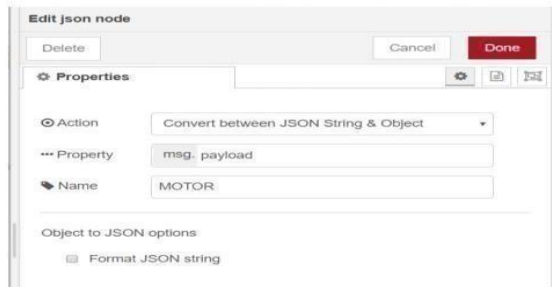 Edit json node
Delete Cancel Done
Properties
Action Convert between JSON String & Object
Property msg. payload
Name MOTOR
Object to JSON options
Format JSON string